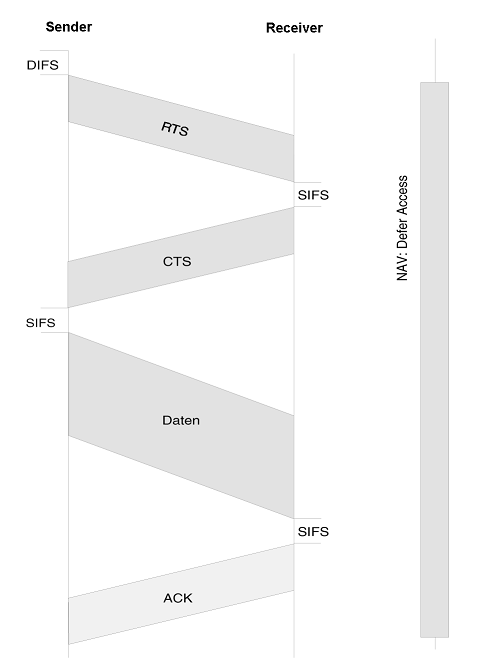 Sender
Receiver
DIFS
RTS
SIFS
NAV: Defer Access
CTS
SIFS
Daten
SIFS
ACK